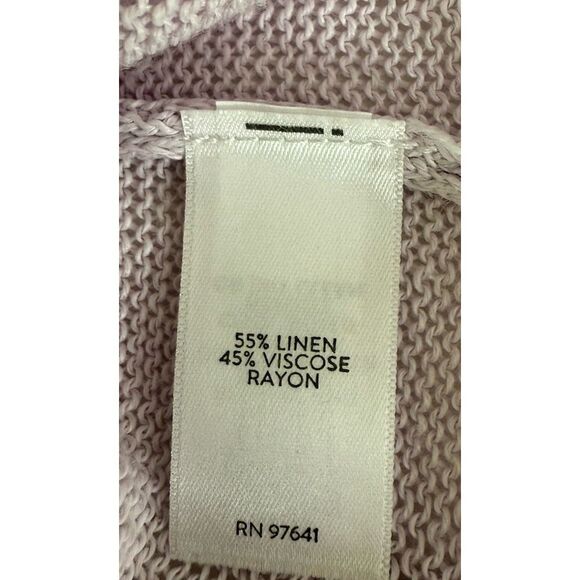 55% LINEN
45% VISCOSE
RAYON
RN 97641